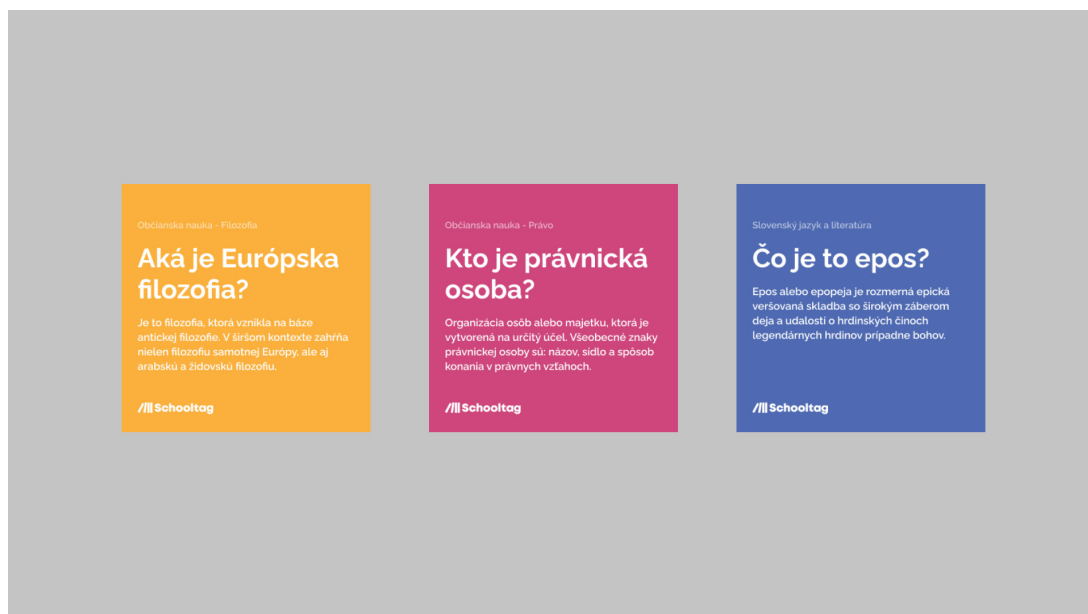 Občianska nauka - Filozofia
Aká je Európska
filozofia?
Je to filozofia, ktorá vznikla na báze
antickej filozofie. V širšom kontexte zahŕňa
nielen filozofiu samotnej Európy, ale aj
arabskú a židovskú filozofiu.
Schooltag
Občianska nauka - Právo
Kto je právnická
osoba?
Organizácia osôb alebo majetku, ktorá je
vytvorená na určitý účel. Všeobecné znaky
právnickej osoby sú: názov, sídlo a spôsob
konania v právnych vzťahoch.
Schooltag
Slovenský jazyk a literatúra
Čo je to epos?
Epos alebo epopeja je rozmerná epická
veršovaná skladba so širokým záberom
deja a udalostí o hrdinských činoch
legendárnych hrdinov prípadne bohov.
Schooltag